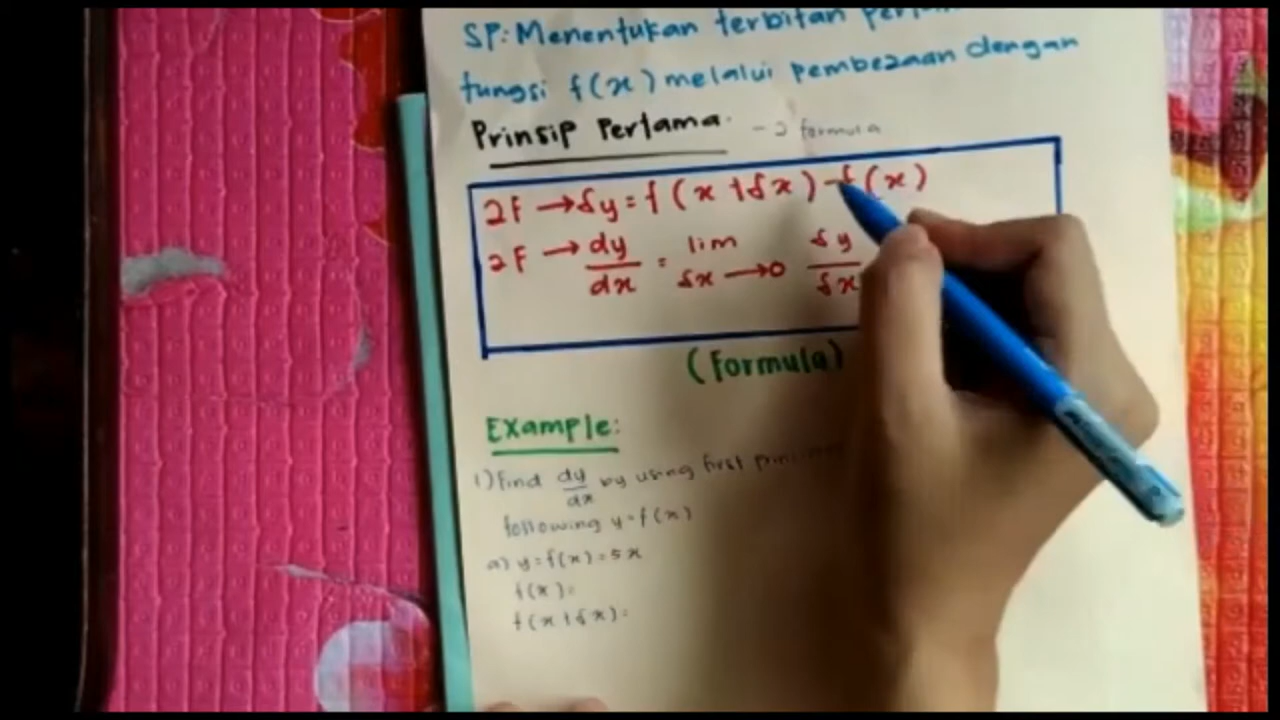 SP: Menentukan terbitan
fungsi f(x) melalui pembezaan dengan
Prinsip Pertama. - 2 formula
2F → δy = f(x + δx) - f(x)
2F → dy/dx = lim δx → 0 δy/δx
(Formula)
Example:
1) Find dy/dx by using first
following y = f(x)
a) y = f(x) = 5x
f(x) =
f(x + δx) =